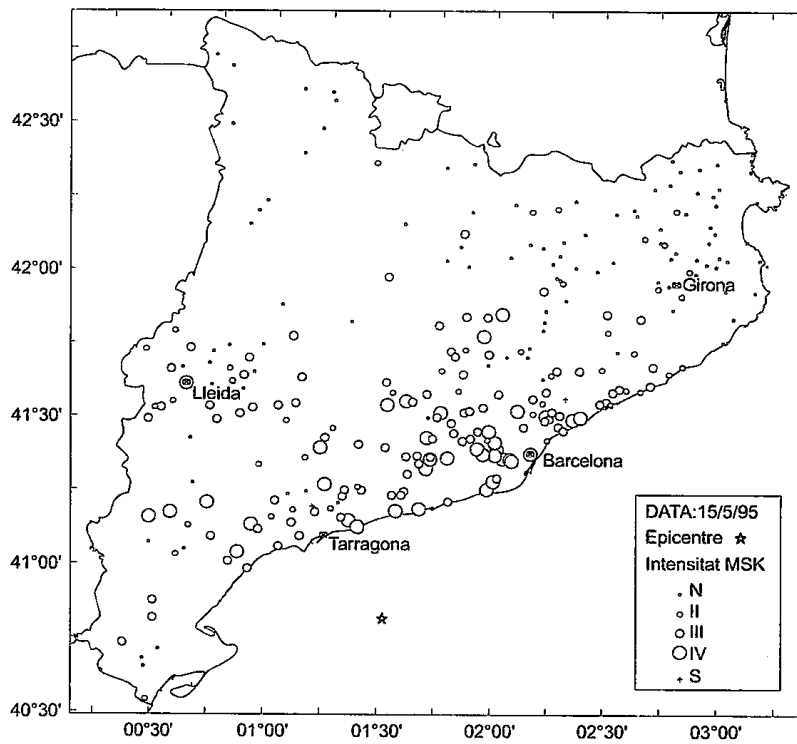 42°30'
42°00'
41°30'
41°00'
40°30'
00°30'
01°00'
01°30'
02°00'
02°30'
03°00'
Girona
Lleida
Barcelona
Tarragona
DATA:15/5/95
Epicentre
Intensitat MSK
N
II
III
IV
S